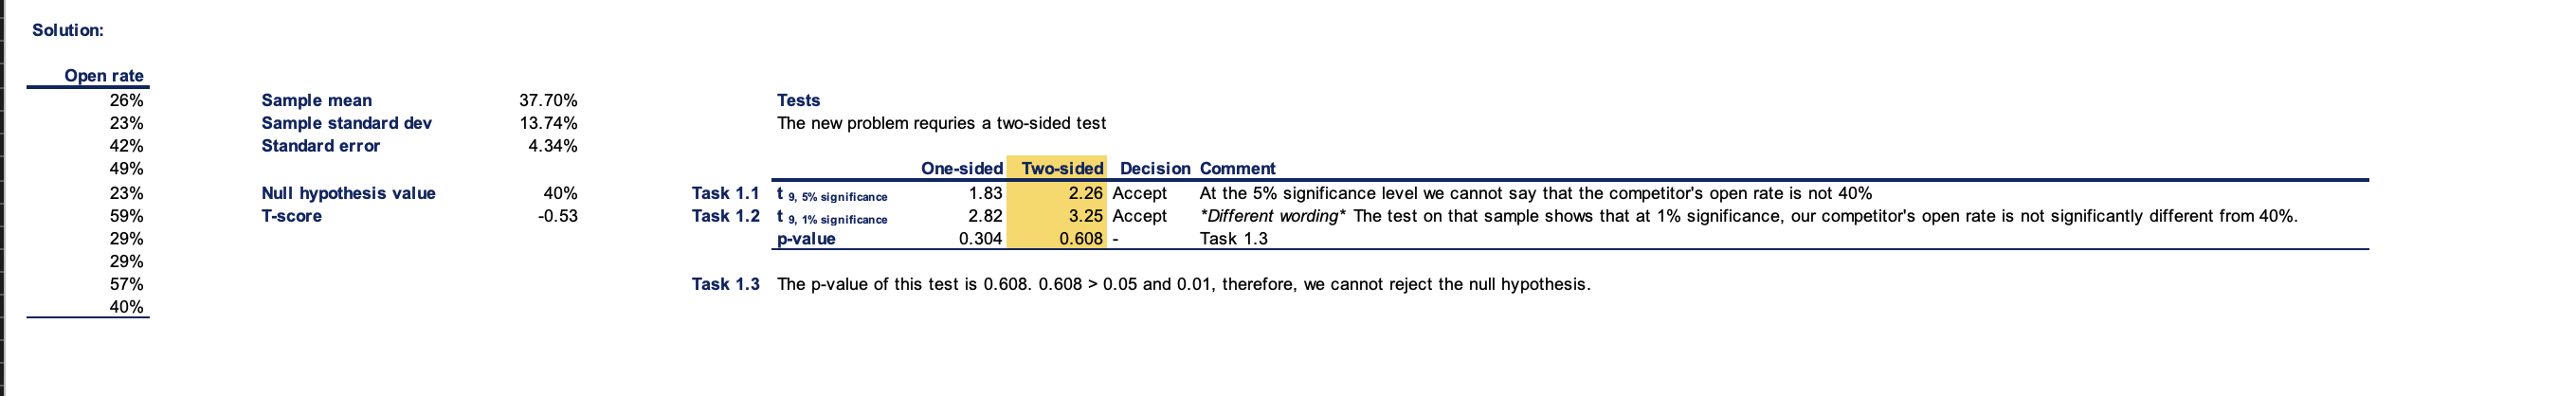 Solution:
Open rate
26% Sample mean 37.70% Tests
23% Sample standard dev 13.74% The new problem requries a two-sided test
42% Standard error 4.34%
49% One-sided Two-sided Decision Comment
23% Null hypothesis value 40% Task 1.1 t 9, 5% significance 1.83 2.26 Accept At the 5% significance level we cannot say that the competitor's open rate is not 40%
59% T-score -0.53 Task 1.2 t 9, 1% significance 2.82 3.25 Accept *Different wording* The test on that sample shows that at 1% significance, our competitor's open rate is not significantly different from 40%.
29% p-value 0.304 0.608 - Task 1.3
29%
57% Task 1.3 The p-value of this test is 0.608. 0.608 > 0.05 and 0.01, therefore, we cannot reject the null hypothesis.
40%